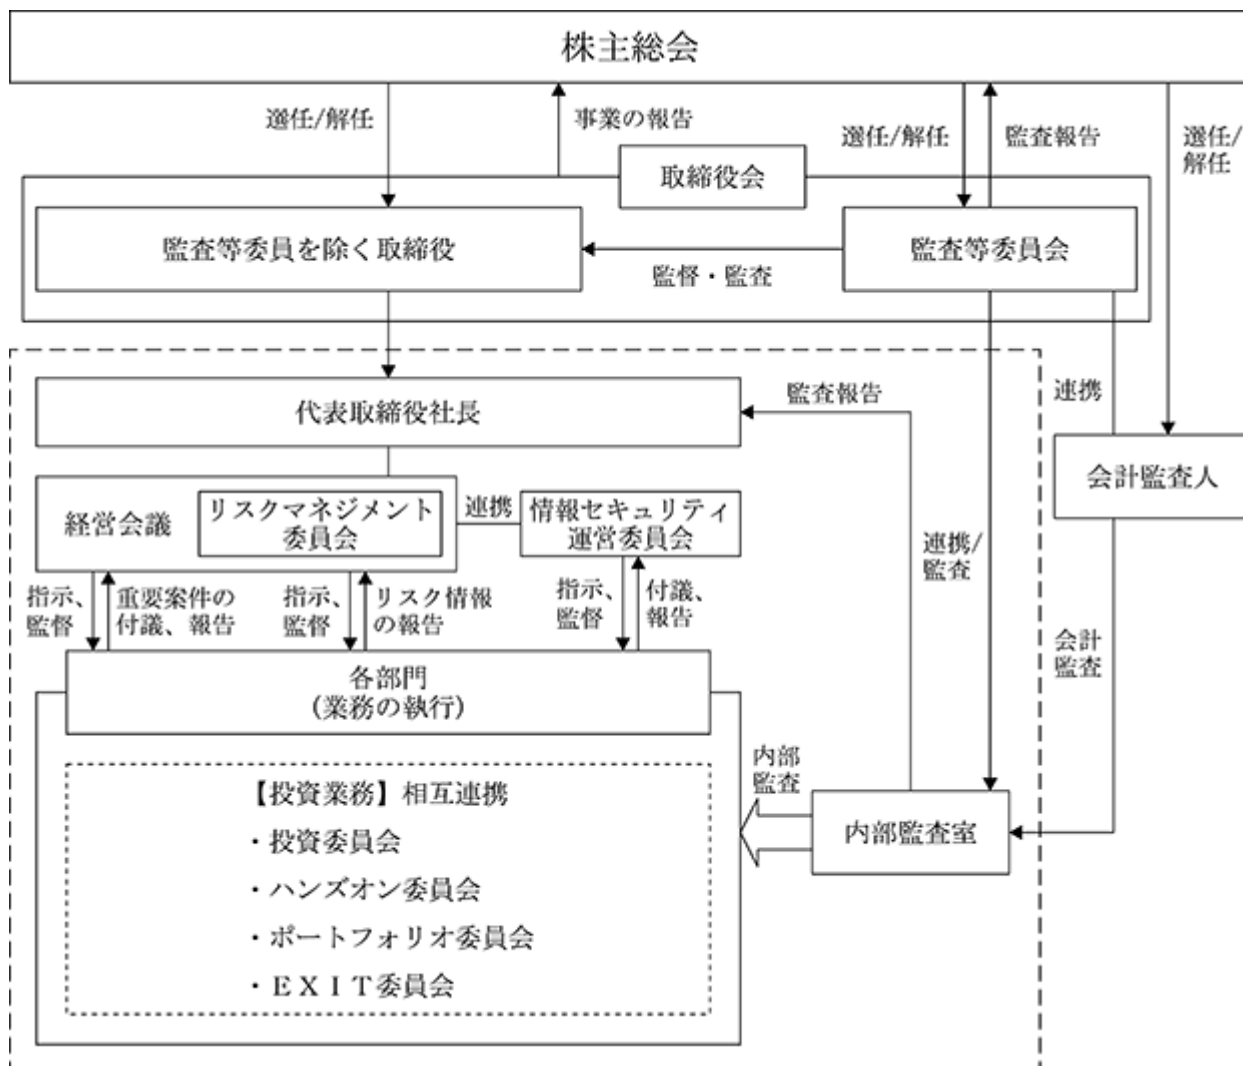 株主総会
選任/解任
事業の報告
選任/解任
監査報告
選任/
解任
取締役会
監査等委員を除く取締役
監督・監査
監査等委員会
代表取締役社長
監査報告
連携
会計監査人
経営会議
リスクマネジメント
委員会
連携
情報セキュリティ
運営委員会
連携/
監査
指示、
監督
重要案件の
付議、報告
指示、
監督
リスク情報
の報告
指示、
監督
付議、
報告
会計
監査
各部門
(業務の執行)
内部
監査
内部監査室
【投資業務】相互連携
・投資委員会
・ハンズオン委員会
・ポートフォリオ委員会
・ＥＸＩＴ委員会